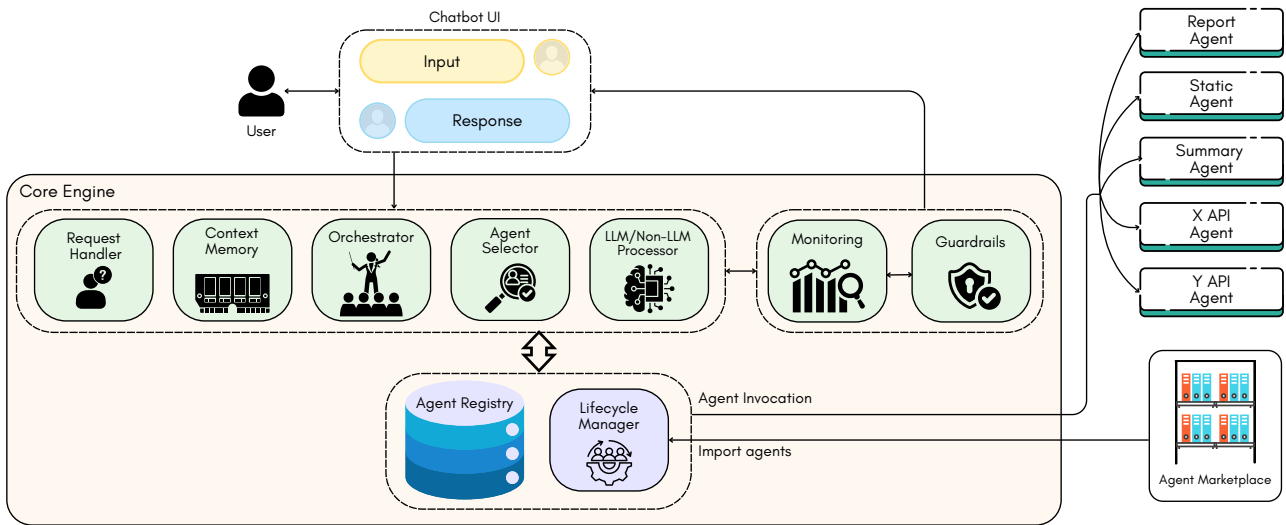 Chatbot UI
Input
Response
User
Core Engine
Request
Handler
?
Context
Memory
Orchestrator
Agent
Selector
LLM/Non-LLM
Processor
Monitoring
Guardrails
Agent Registry
Lifecycle
Manager
Agent Invocation
Import agents
Report
Agent
Static
Agent
Summary
Agent
X API
Agent
Y API
Agent
Agent Marketplace